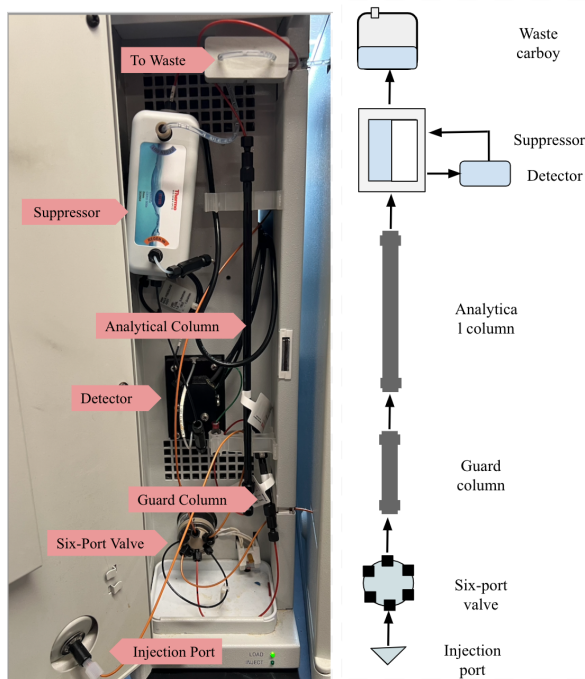 To Waste
Suppressor
Thermo
Analytical Column
Detector
Guard Column
Six-Port Valve
Injection Port
LOAD
INJECT
Waste
carboy
Suppressor
Detector
Analytica
l column
Guard
column
Six-port
valve
Injection
port